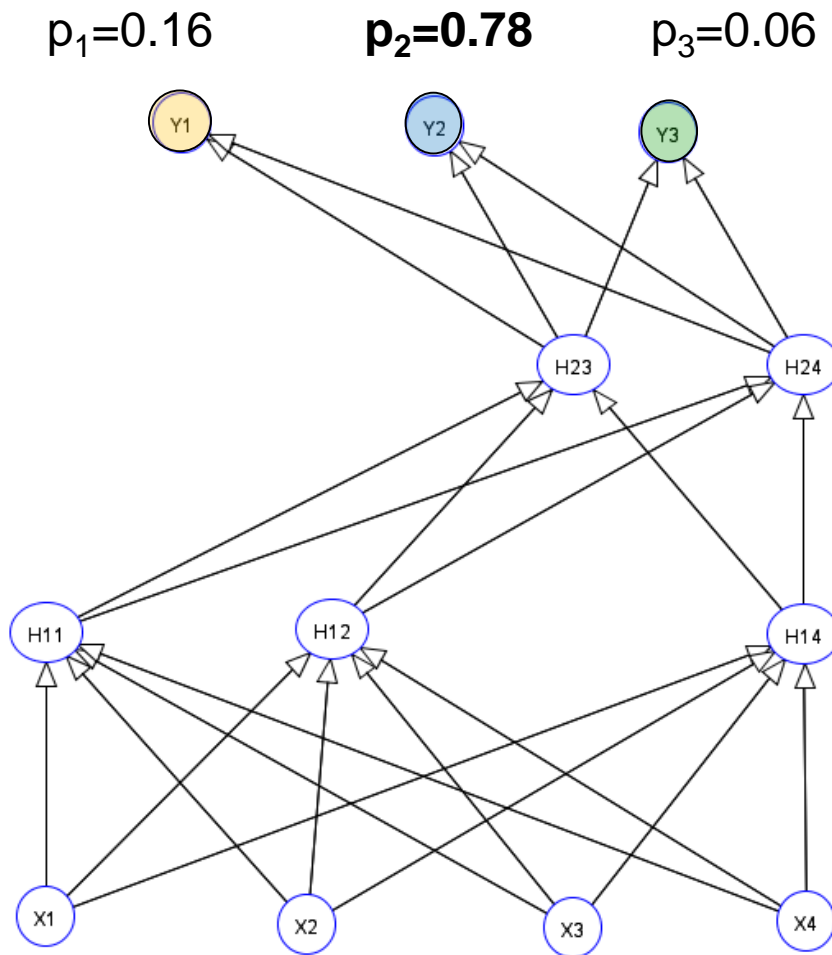 p₁=0.16 p₂=0.78 p₃=0.06
Y1 Y2 Y3
H23 H24
H11 H12 H14
X1 X2 X3 X4